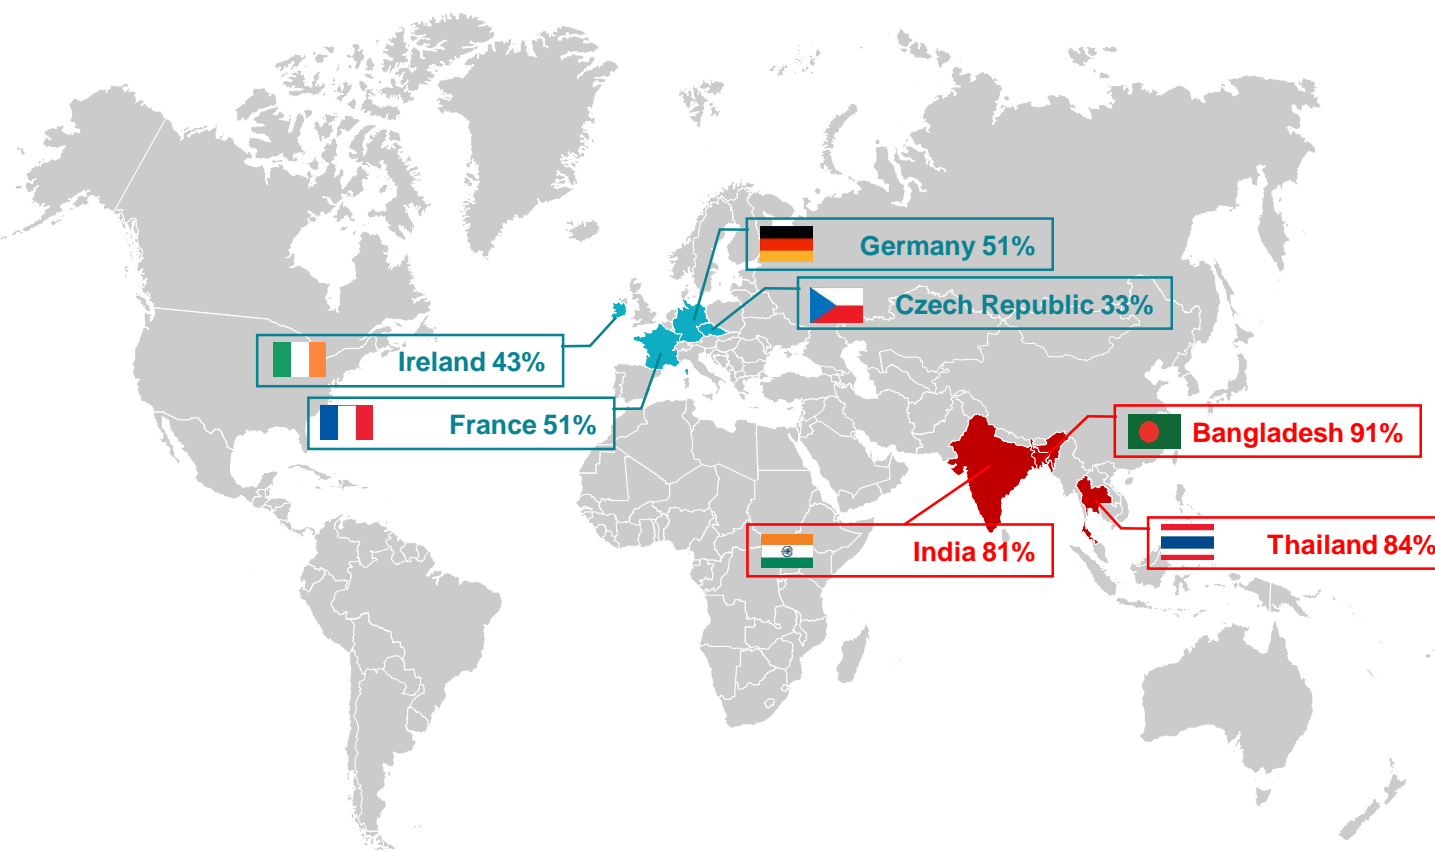 Germany 51%
Czech Republic 33%
Ireland 43%
France 51%
Bangladesh 91%
India 81%
Thailand 84%